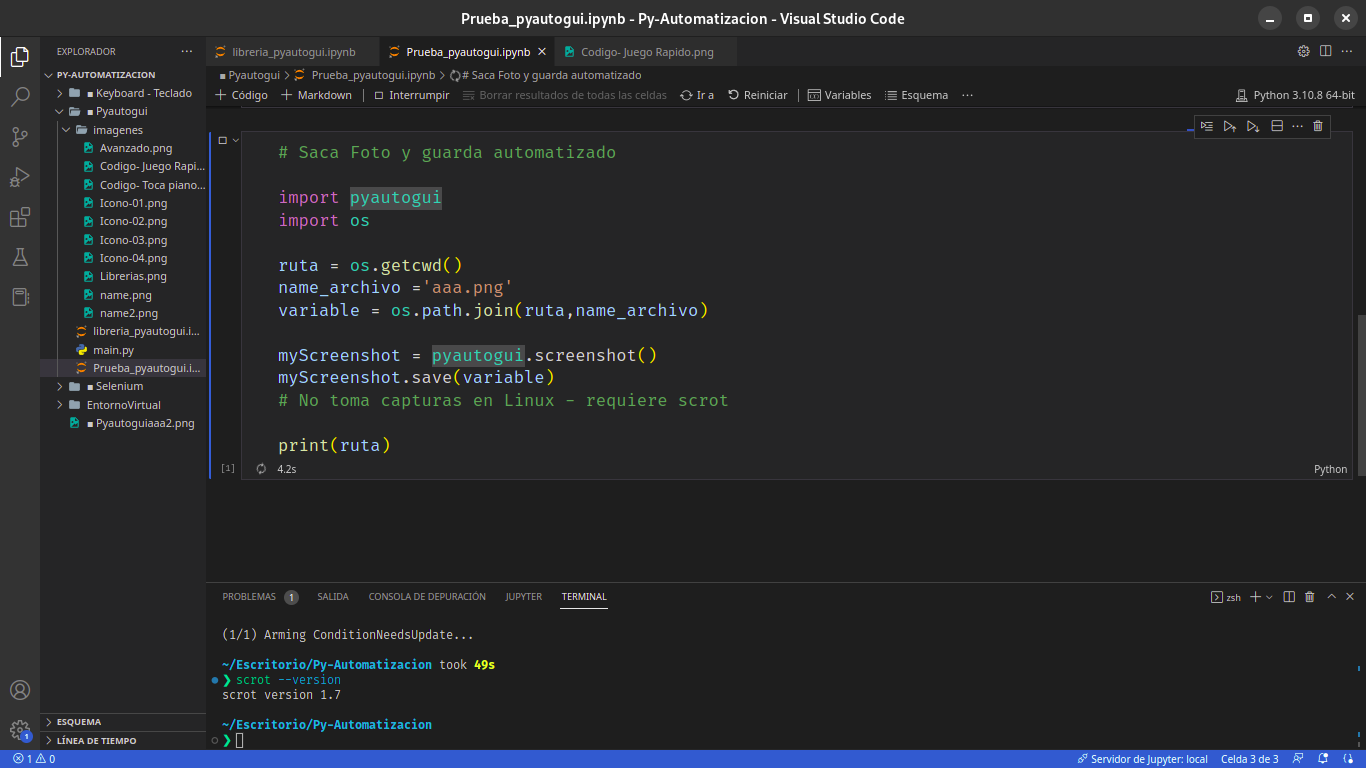 Prueba_pyautogui.ipynb - Py-Automatizacion - Visual Studio Code
EXPLORADOR
libreria_pyautogui.ipynb
Prueba_pyautogui.ipynb
Codigo- Juego Rapido.png
PY-AUTOMATIZACION
Keyboard - Teclado
Pyautogui
imagenes
Avanzado.png
Codigo- Juego Rapi...
Codigo- Toca piano...
Icono-01.png
Icono-02.png
Icono-03.png
Icono-04.png
Librerias.png
name.png
name2.png
libreria_pyautogui.i...
main.py
Prueba_pyautogui.i...
Selenium
EntornoVirtual
Pyautoguiaaa2.png
ESQUEMA
LÍNEA DE TIEMPO
Pyautogui > Prueba_pyautogui.ipynb > # Saca Foto y guarda automatizado
+ Código + Markdown Interrumpir Borrar resultados de todas las celdas Ir a Reiniciar Variables Esquema ... Python 3.10.8 64-bit
# Saca Foto y guarda automatizado
import pyautogui
import os
ruta = os.getcwd()
name_archivo ='aaa.png'
variable = os.path.join(ruta,name_archivo)
myScreenshot = pyautogui.screenshot()
myScreenshot.save(variable)
# No toma capturas en Linux - requiere scrot
print(ruta)
[1] 4.2s Python
PROBLEMAS 1 SALIDA CONSOLA DE DEPURACIÓN JUPYTER TERMINAL zsh
(1/1) Arming ConditionNeedsUpdate...
~/Escritorio/Py-Automatizacion took 49s
❯ scrot --version
scrot version 1.7
~/Escritorio/Py-Automatizacion
❯
1
1 0 Servidor de Jupyter: local Celda 3 de 3